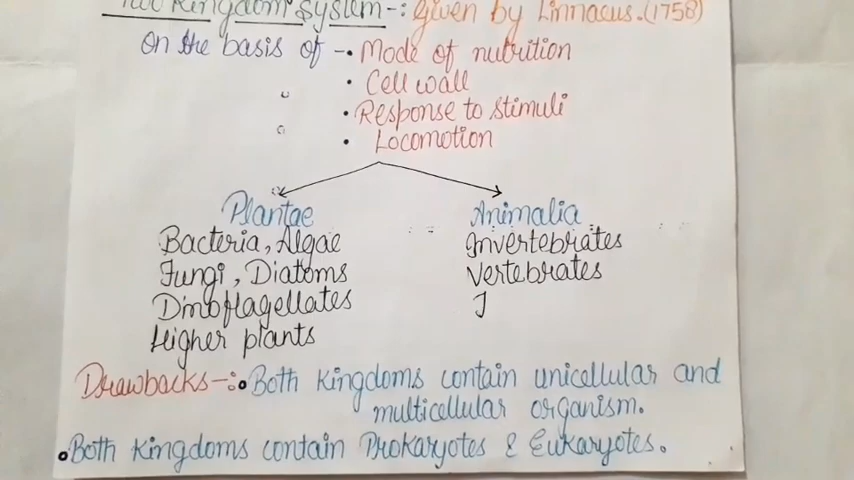 Two Kingdom System-: Given by Linnaeus.(1758)
On the basis of -• Mode of nutrition
• Cell wall
• Response to stimuli
• Locomotion
Plantae
Bacteria, Algae
Fungi, Diatoms
Dinoflagellates
Higher plants
Animalia
Invertebrates
Vertebrates
I
Drawbacks-:• Both Kingdoms contain unicellular and
multicellular organism.
• Both Kingdoms contain Prokaryotes & Eukaryotes.